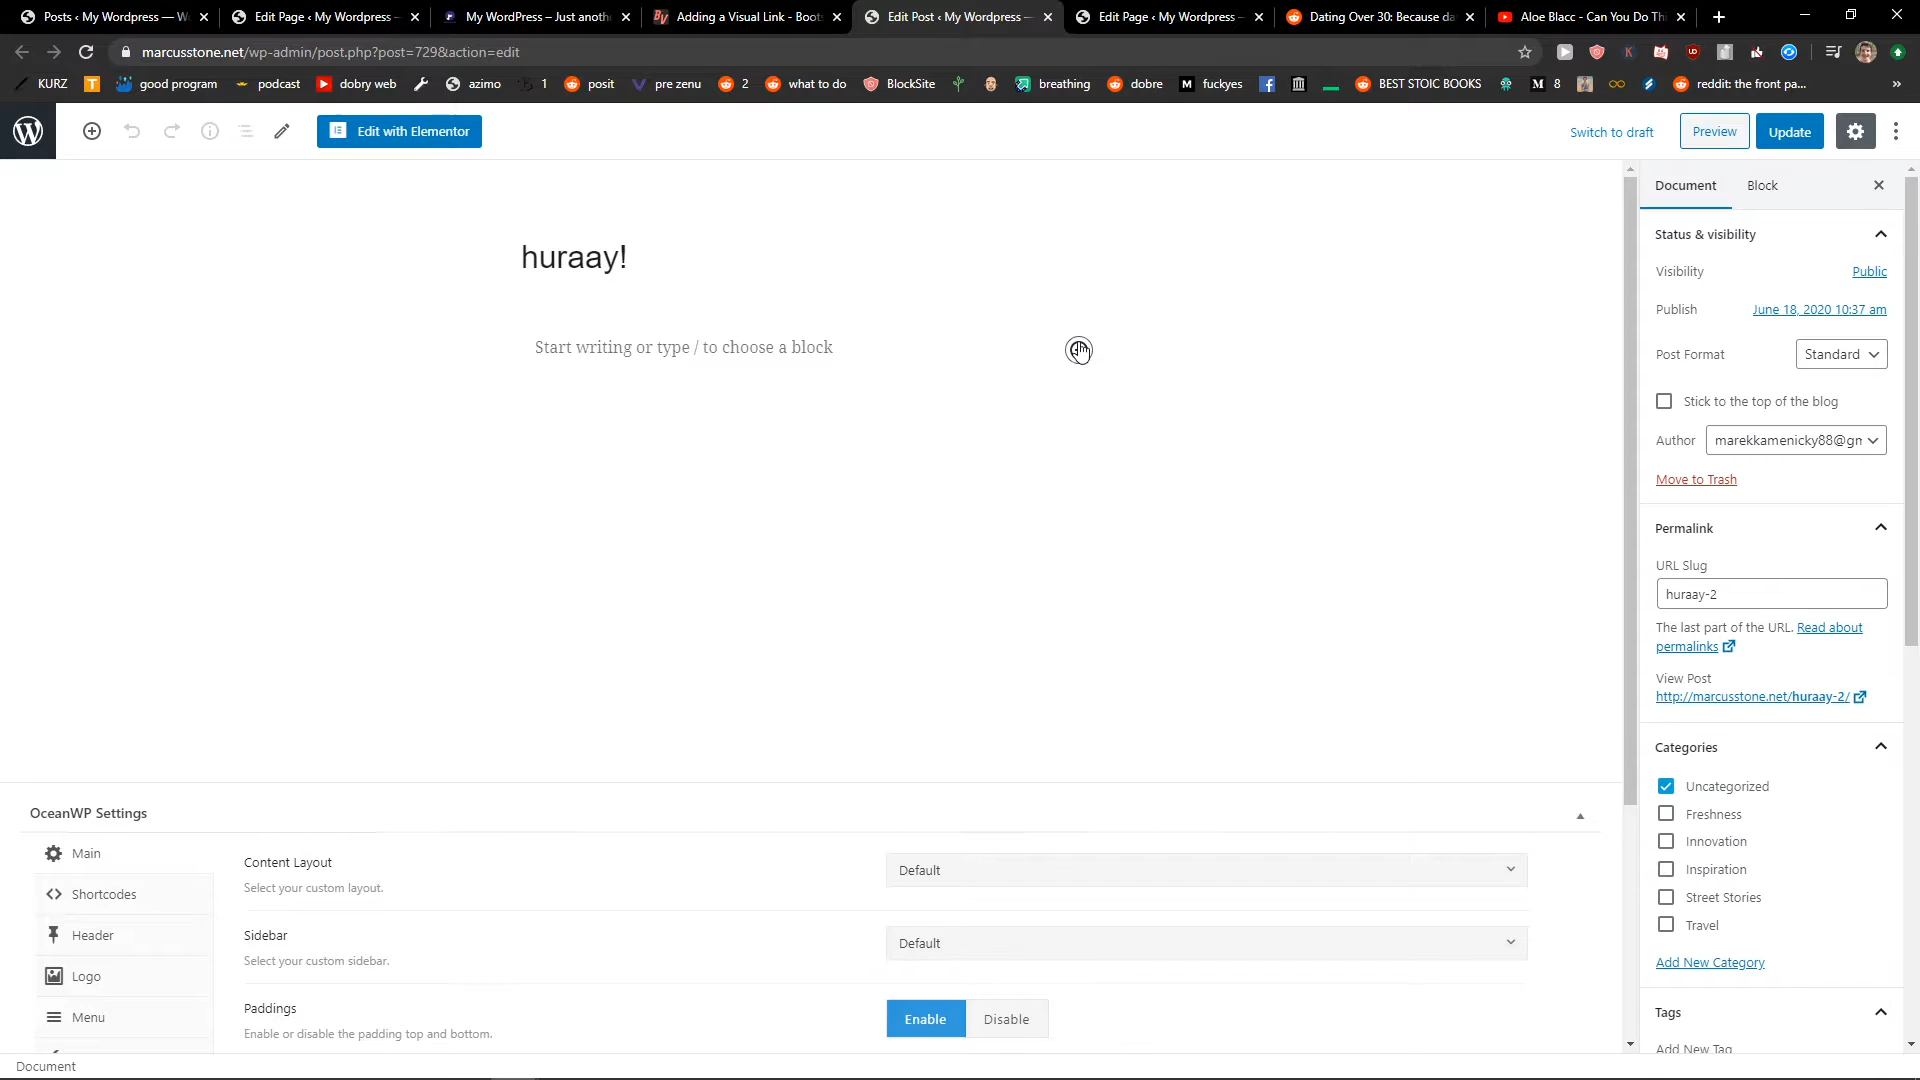 Posts ‹ My Wordpress — W
Edit Page ‹ My Wordpress —
My WordPress – Just anoth
Adding a Visual Link - Boots
Edit Post ‹ My Wordpress —
Edit Page ‹ My Wordpress —
Dating Over 30: Because da
Aloe Blacc - Can You Do Thi
marcusstone.net/wp-admin/post.php?post=729&action=edit
KURZ
good program
podcast
dobry web
azimo
1
posit
pre zenu
2
what to do
BlockSite
breathing
dobre
fuckyes
BEST STOIC BOOKS
8
reddit: the front pa...
Edit with Elementor
Switch to draft
Preview
Update
huraay!
Start writing or type / to choose a block
Document
Block
Status & visibility
Visibility
Public
Publish
June 18, 2020 10:37 am
Post Format
Standard
Stick to the top of the blog
Author
marekkamenicky88@gm
Move to Trash
Permalink
URL Slug
huraay-2
The last part of the URL. Read about
permalinks
View Post
http://marcusstone.net/huraay-2/
Categories
Uncategorized
Freshness
Innovation
Inspiration
Street Stories
Travel
Add New Category
Tags
Add New Tag
OceanWP Settings
Main
Shortcodes
Header
Logo
Menu
Content Layout
Select your custom layout.
Default
Sidebar
Select your custom sidebar.
Default
Paddings
Enable or disable the padding top and bottom.
Enable
Disable
Document